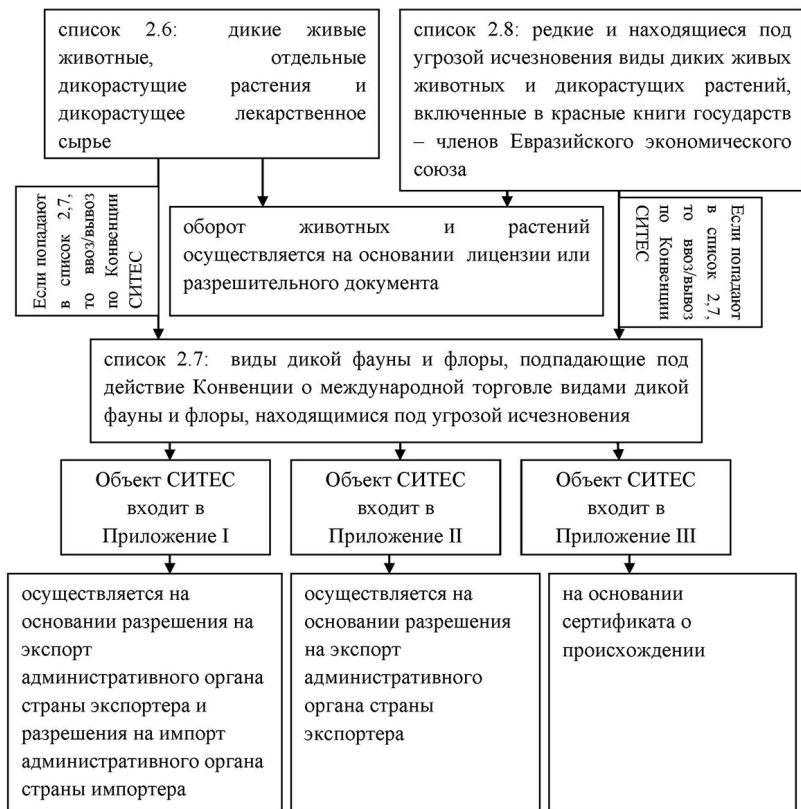 список 2.6: дикие живые
животные, отдельные
дикорастущие растения и
дикорастущее лекарственное
сырье
список 2.8: редкие и находящиеся под
угрозой исчезновения виды диких живых
животных и дикорастущих растений,
включенные в красные книги государств
– членов Евразийского экономического
союза
Если попадают
в список 2,7,
то ввоз/вывоз
по Конвенции
СИТЕС
оборот животных и растений
осуществляется на основании лицензии или
разрешительного документа
Если попадают
в список 2,7,
то ввоз/вывоз
по Конвенции
СИТЕС
список 2.7: виды дикой фауны и флоры, подпадающие под
действие Конвенции о международной торговле видами дикой
фауны и флоры, находящимися под угрозой исчезновения
Объект СИТЕС
входит в
Приложение I
Объект СИТЕС
входит в
Приложение II
Объект СИТЕС
входит в
Приложение III
осуществляется на
основании разрешения на
экспорт
административного органа
страны экспортера и
разрешения на импорт
административного органа
страны импортера
осуществляется на
основании разрешения
на экспорт
административного
органа страны
экспортера
на основании
сертификата о
происхождении